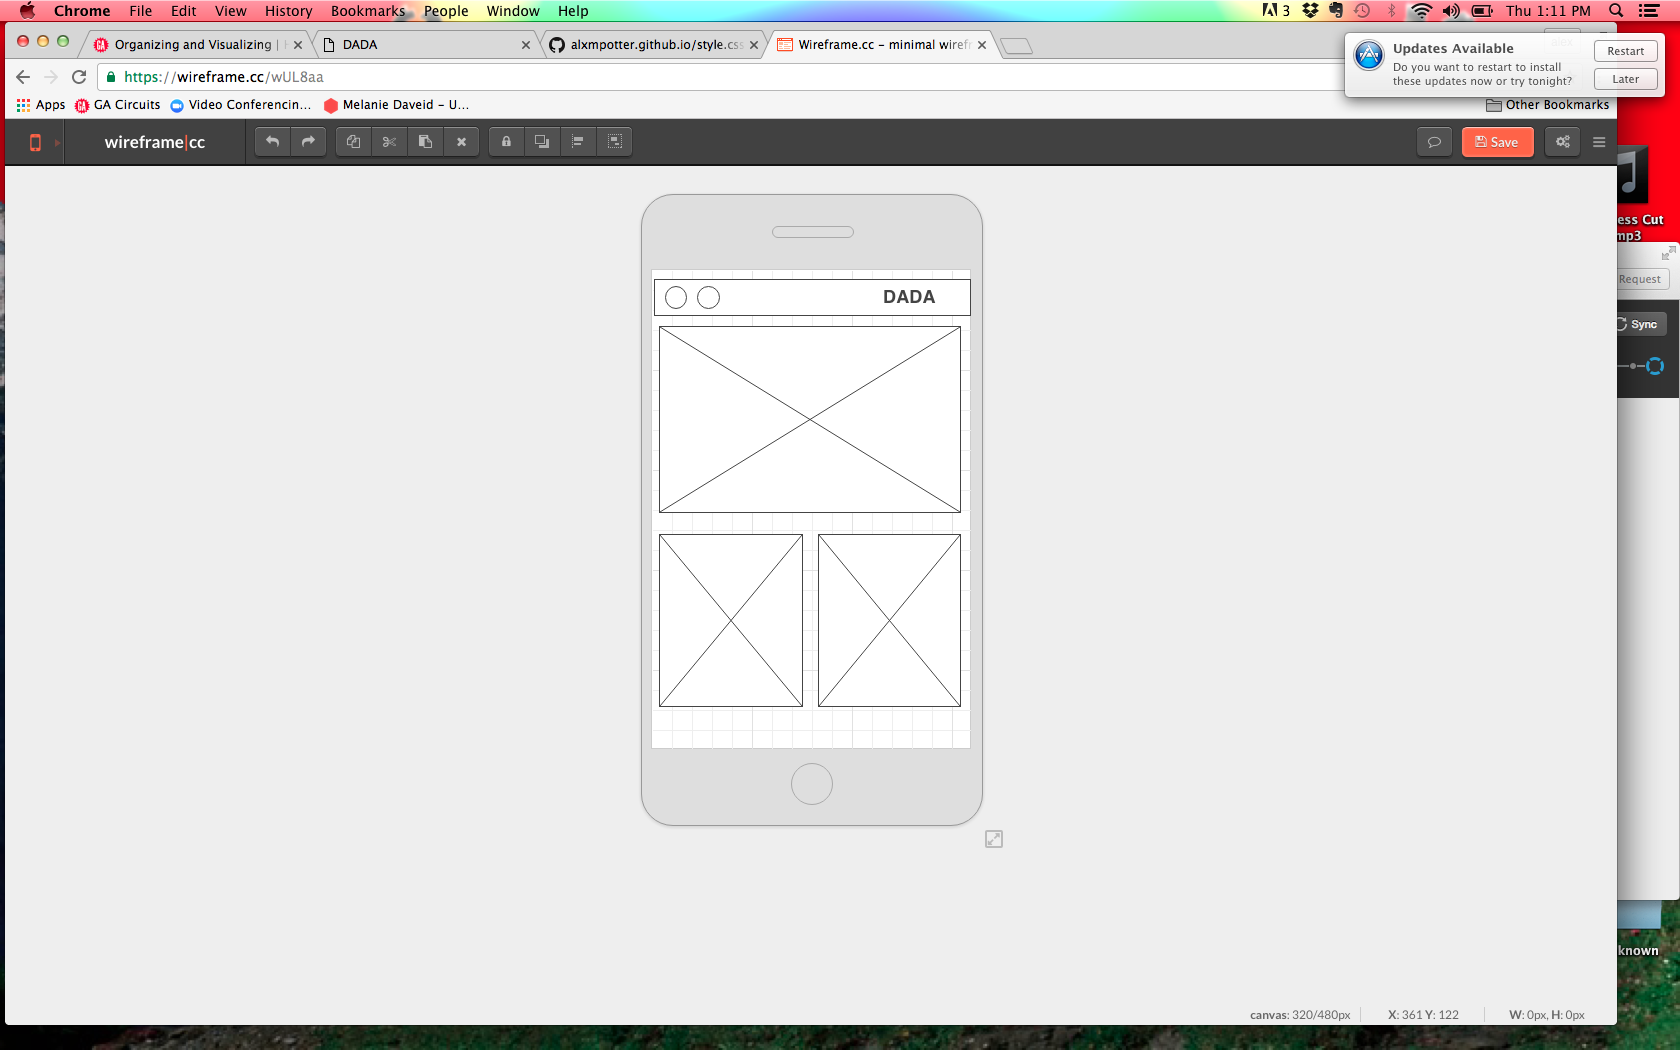 Chrome File Edit View History Bookmarks People Window Help
3 Thu 1:11 PM
Organizing and Visualizing |
DADA
alxmpotter.github.io/style.css
Wireframe.cc – minimal wiref
https://wireframe.cc/wUL8aa
Updates Available
Do you want to restart to install
these updates now or try tonight?
Restart
Later
Apps GA Circuits Video Conferencin... Melanie Daveid – U...
Other Bookmarks
wireframe|cc
Save
DADA
ess Cut
mp3
Request
Sync
known
canvas: 320/480px X: 361 Y: 122 W: 0px, H: 0px